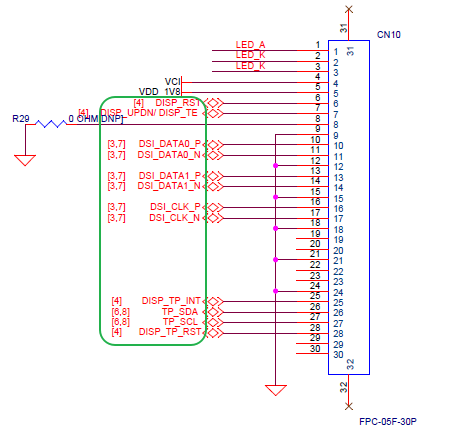 31
CN10
LED_A 1 1 31
LED_K 2 2
LED_K 3 3
VCI 4 4
VDD_1V8 5 5
[4] DISP_RST 6 6
[4] DISP_UPDN/ DISP_TE 7 7
R29 0 OHM(DNP) 8 8
9 9
[3,7] DSI_DATA0_P 10 10
[3,7] DSI_DATA0_N 11 11
12 12
[3,7] DSI_DATA1_P 13 13
[3,7] DSI_DATA1_N 14 14
15 15
[3,7] DSI_CLK_P 16 16
[3,7] DSI_CLK_N 17 17
18 18
19 19
20 20
21 21
22 22
23 23
24 24
[4] DISP_TP_INT 25 25
[6,8] TP_SDA 26 26
[6,8] TP_SCL 27 27
[4] DISP_TP_RST 28 28
29 29
30 30
32
32
FPC-05F-30P